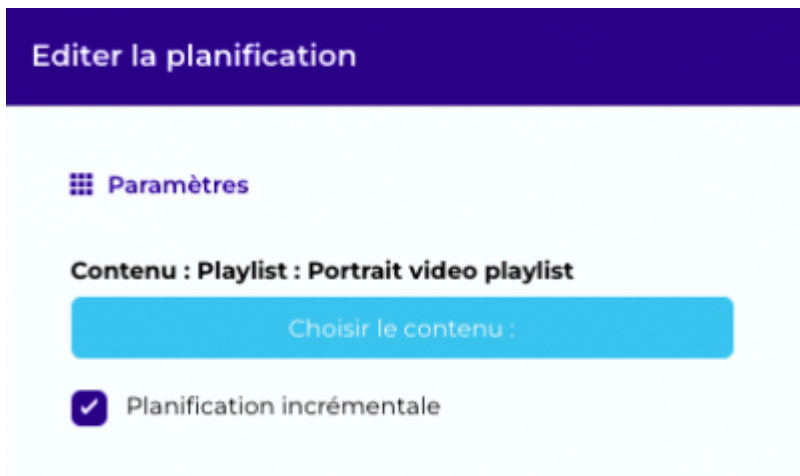 Editer la planification
Paramètres
Contenu : Playlist : Portrait video playlist
Choisir le contenu :
Planification incrémentale